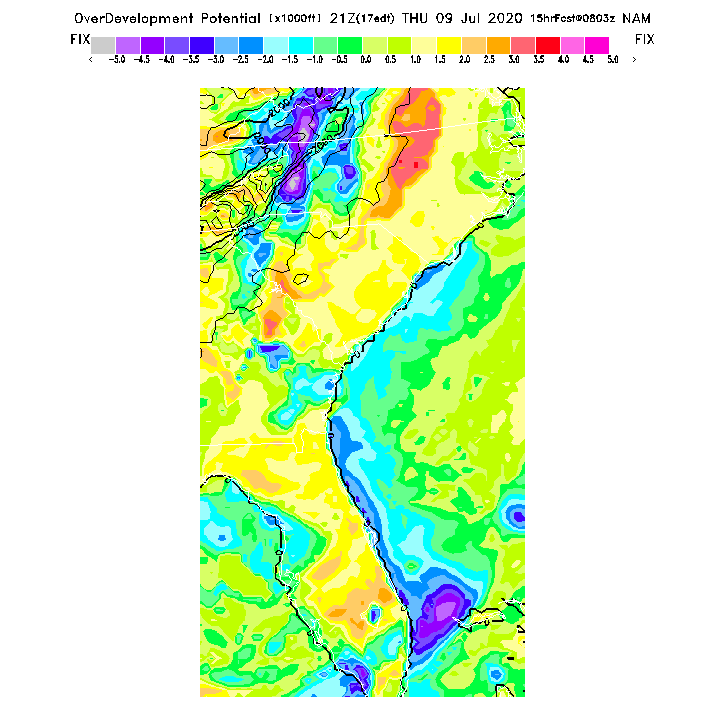 OverDevelopment Potential [x1000ft] 21Z(17edt) THU 09 Jul 2020 15hrFcst@0803z NAM
FIX FIX
< -5.0 -4.5 -4.0 -3.5 -3.0 -2.5 -2.0 -1.5 -1.0 -0.5 0.0 0.5 1.0 1.5 2.0 2.5 3.0 3.5 4.0 4.5 5.0 >